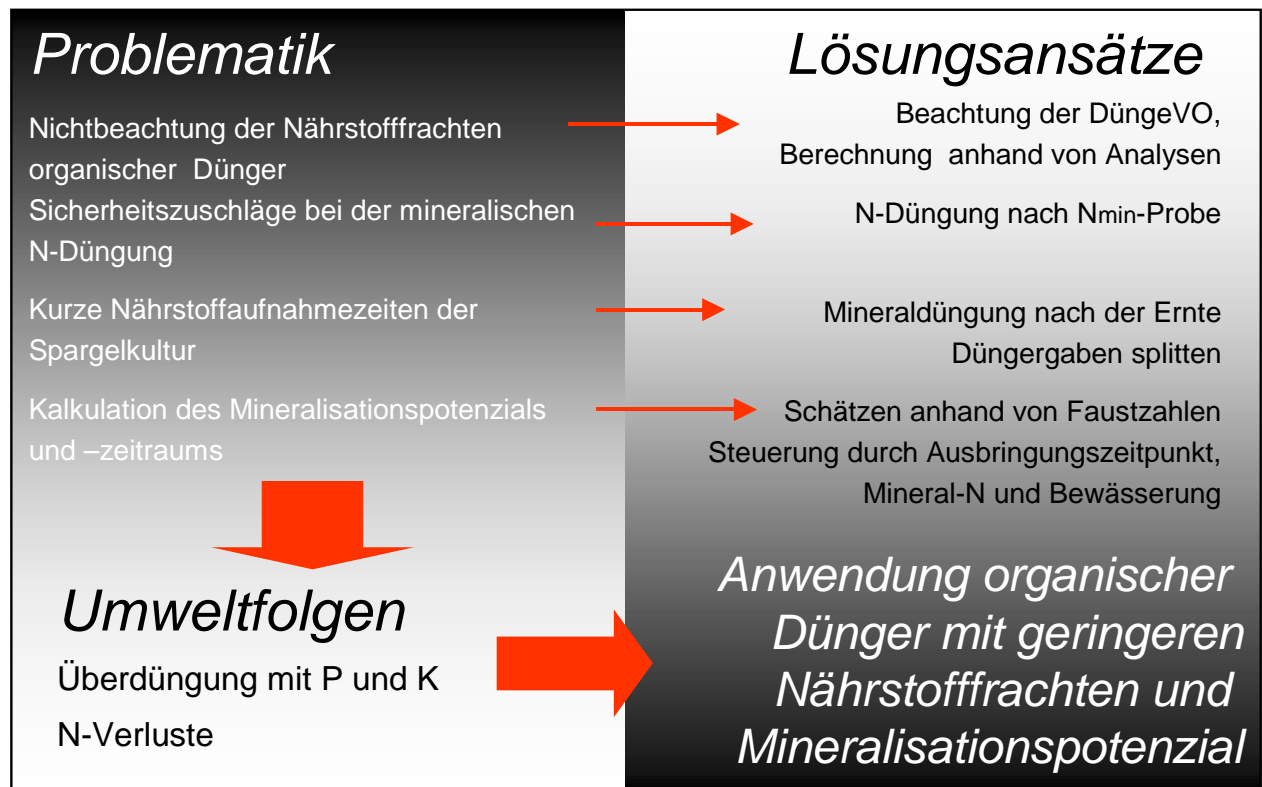 Problematik
Nichtbeachtung der Nährstofffrachten
organischer Dünger
Sicherheitszuschläge bei der mineralischen
N-Düngung
Kurze Nährstoffaufnahmezeiten der
Spargelkultur
Kalkulation des Mineralisationspotenzials
und –zeitraums
Umweltfolgen
Überdüngung mit P und K
N-Verluste
Lösungsansätze
Beachtung der DüngeVO,
Berechnung anhand von Analysen
N-Düngung nach Nmin-Probe
Mineraldüngung nach der Ernte
Düngergaben splitten
Schätzen anhand von Faustzahlen
Steuerung durch Ausbringungszeitpunkt,
Mineral-N und Bewässerung
Anwendung organischer
Dünger mit geringeren
Nährstofffrachten und
Mineralisationspotenzial